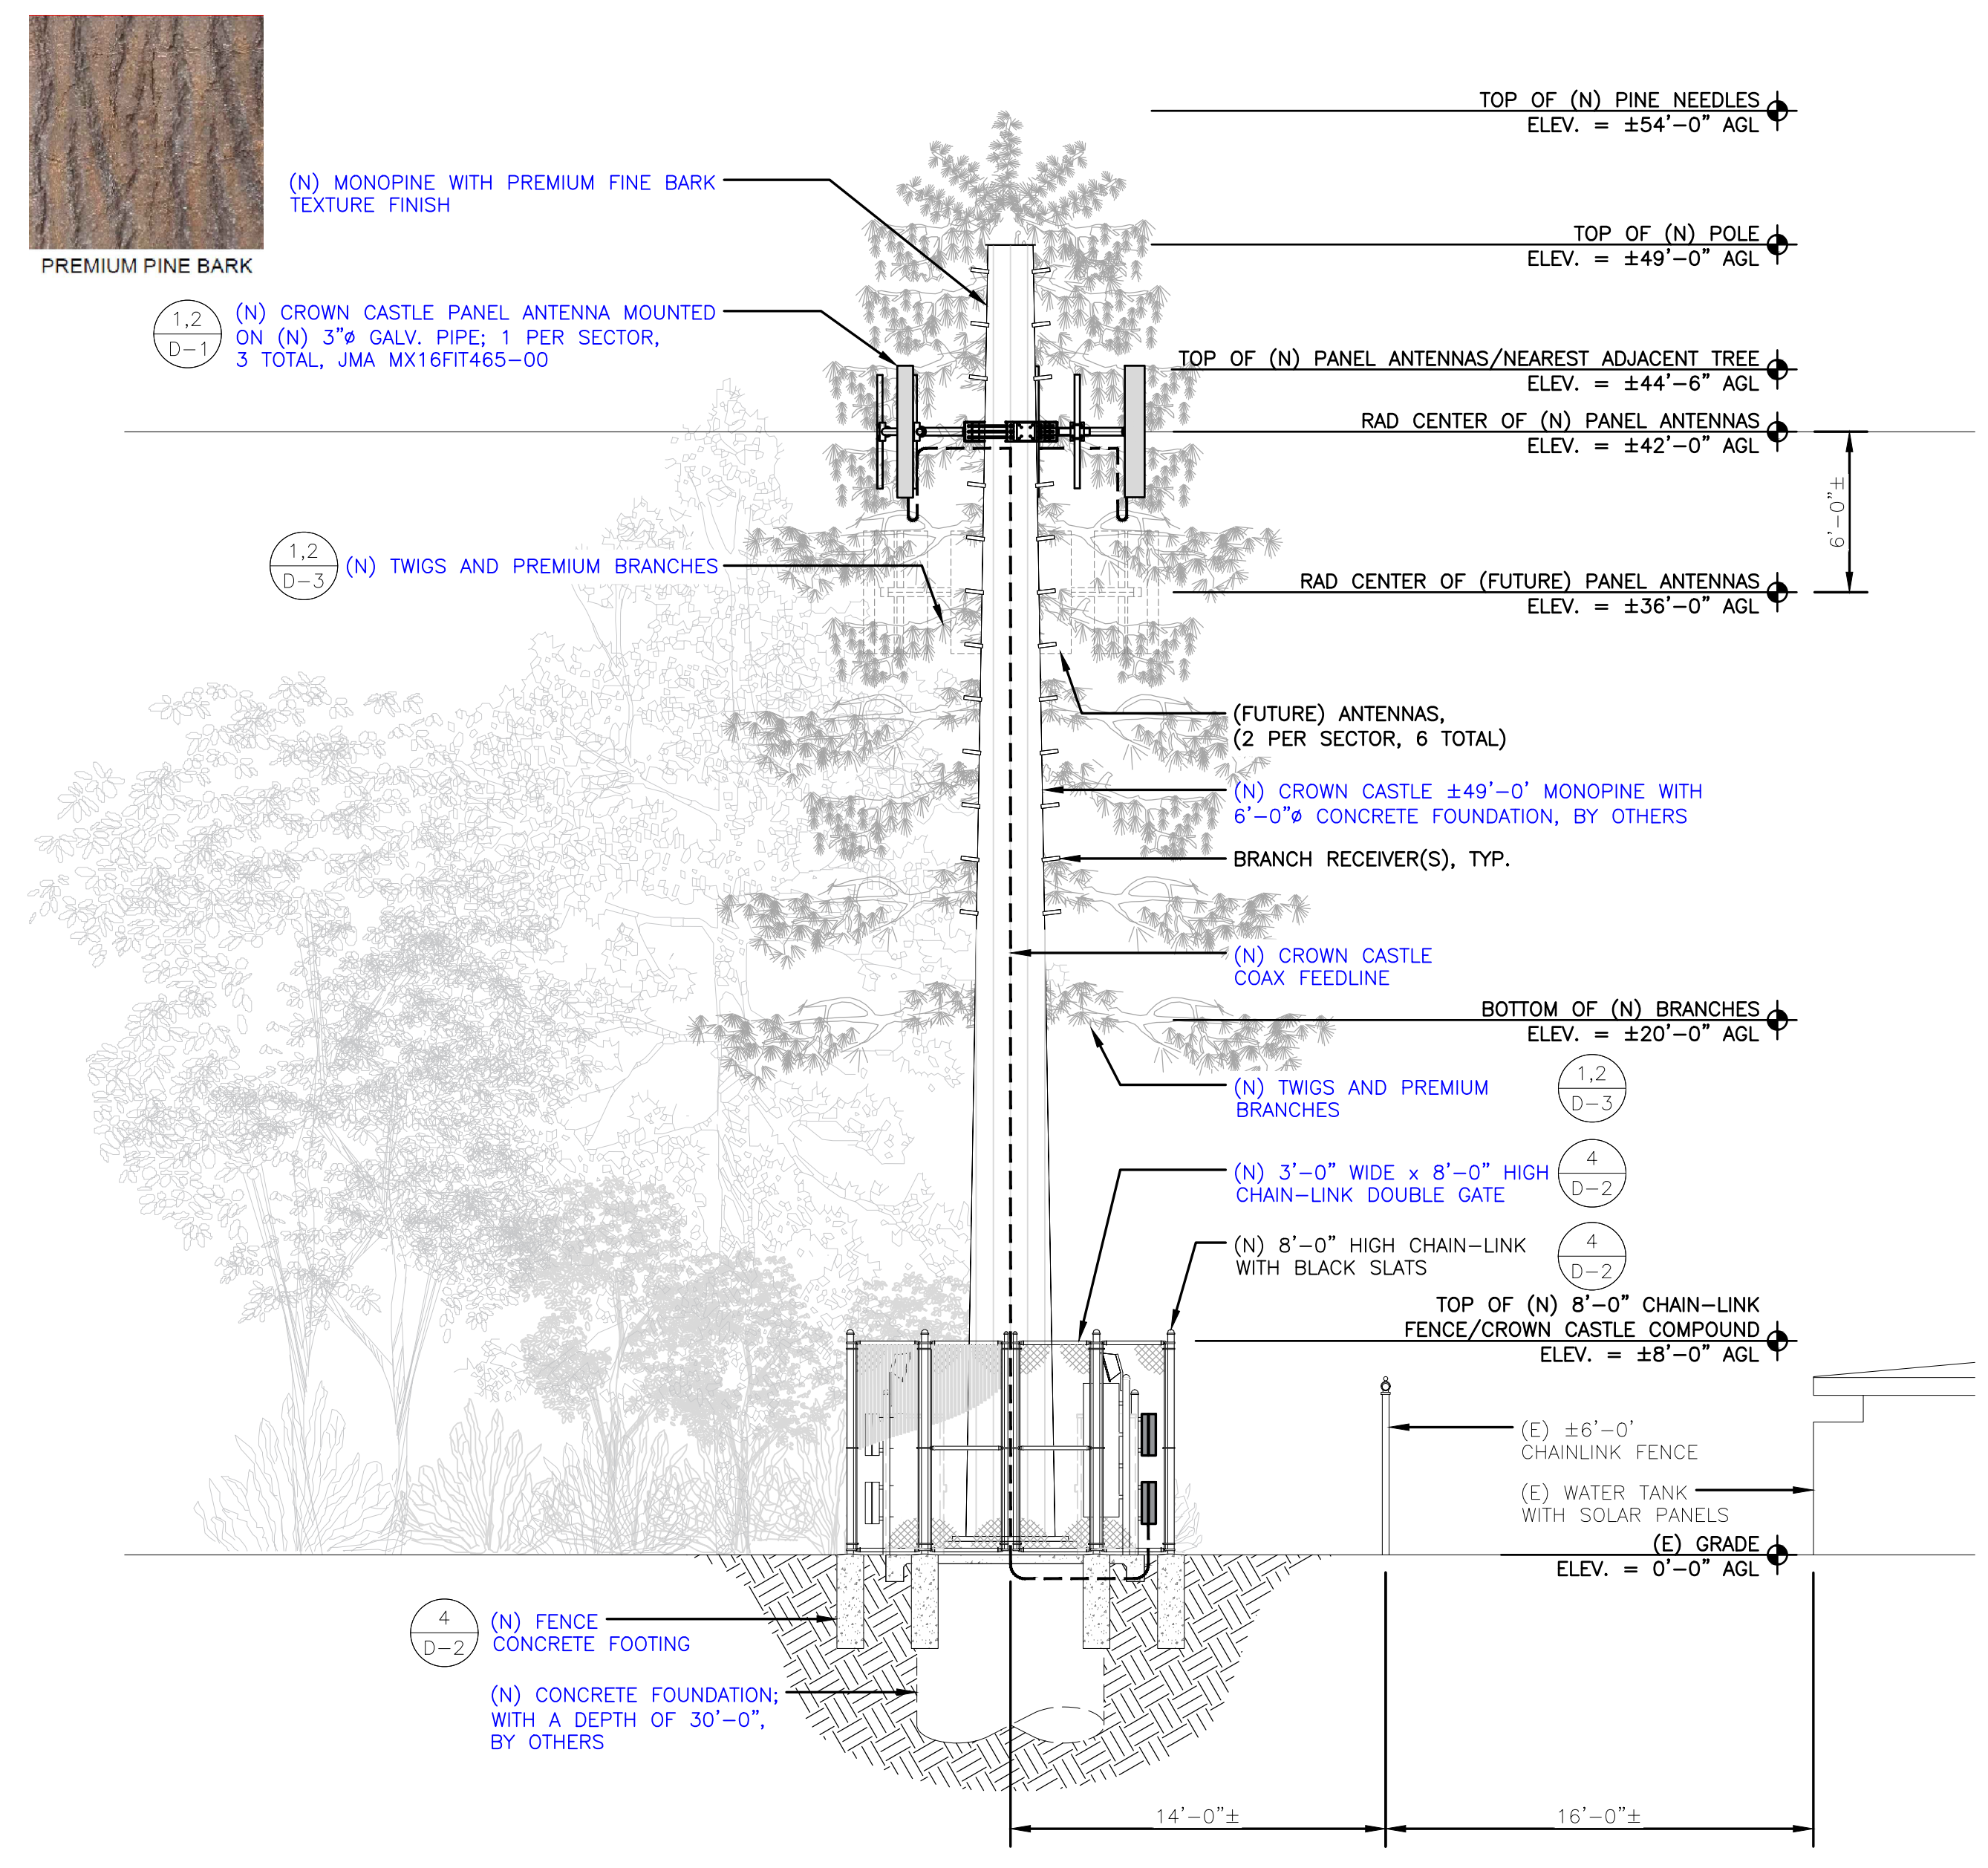 PREMIUM PINE BARK
(N) MONOPINE WITH PREMIUM FINE BARK
TEXTURE FINISH
1,2
D-1
(N) CROWN CASTLE PANEL ANTENNA MOUNTED
ON (N) 3"ø GALV. PIPE; 1 PER SECTOR,
3 TOTAL, JMA MX16FIT465-00
1,2
D-3
(N) TWIGS AND PREMIUM BRANCHES
TOP OF (N) PINE NEEDLES
ELEV. = ±54'-0" AGL
TOP OF (N) POLE
ELEV. = ±49'-0" AGL
TOP OF (N) PANEL ANTENNAS/NEAREST ADJACENT TREE
ELEV. = ±44'-6" AGL
RAD CENTER OF (N) PANEL ANTENNAS
ELEV. = ±42'-0" AGL
6'-0"±
RAD CENTER OF (FUTURE) PANEL ANTENNAS
ELEV. = ±36'-0" AGL
(FUTURE) ANTENNAS,
(2 PER SECTOR, 6 TOTAL)
(N) CROWN CASTLE ±49'-0' MONOPINE WITH
6'-0"ø CONCRETE FOUNDATION, BY OTHERS
BRANCH RECEIVER(S), TYP.
(N) CROWN CASTLE
COAX FEEDLINE
BOTTOM OF (N) BRANCHES
ELEV. = ±20'-0" AGL
(N) TWIGS AND PREMIUM
BRANCHES
1,2
D-3
(N) 3'-0" WIDE x 8'-0" HIGH
CHAIN-LINK DOUBLE GATE
4
D-2
(N) 8'-0" HIGH CHAIN-LINK
WITH BLACK SLATS
4
D-2
TOP OF (N) 8'-0" CHAIN-LINK
FENCE/CROWN CASTLE COMPOUND
ELEV. = ±8'-0" AGL
(E) ±6'-0'
CHAINLINK FENCE
(E) WATER TANK
WITH SOLAR PANELS
(E) GRADE
ELEV. = 0'-0" AGL
4
D-2
(N) FENCE
CONCRETE FOOTING
(N) CONCRETE FOUNDATION;
WITH A DEPTH OF 30'-0",
BY OTHERS
14'-0"±
16'-0"±